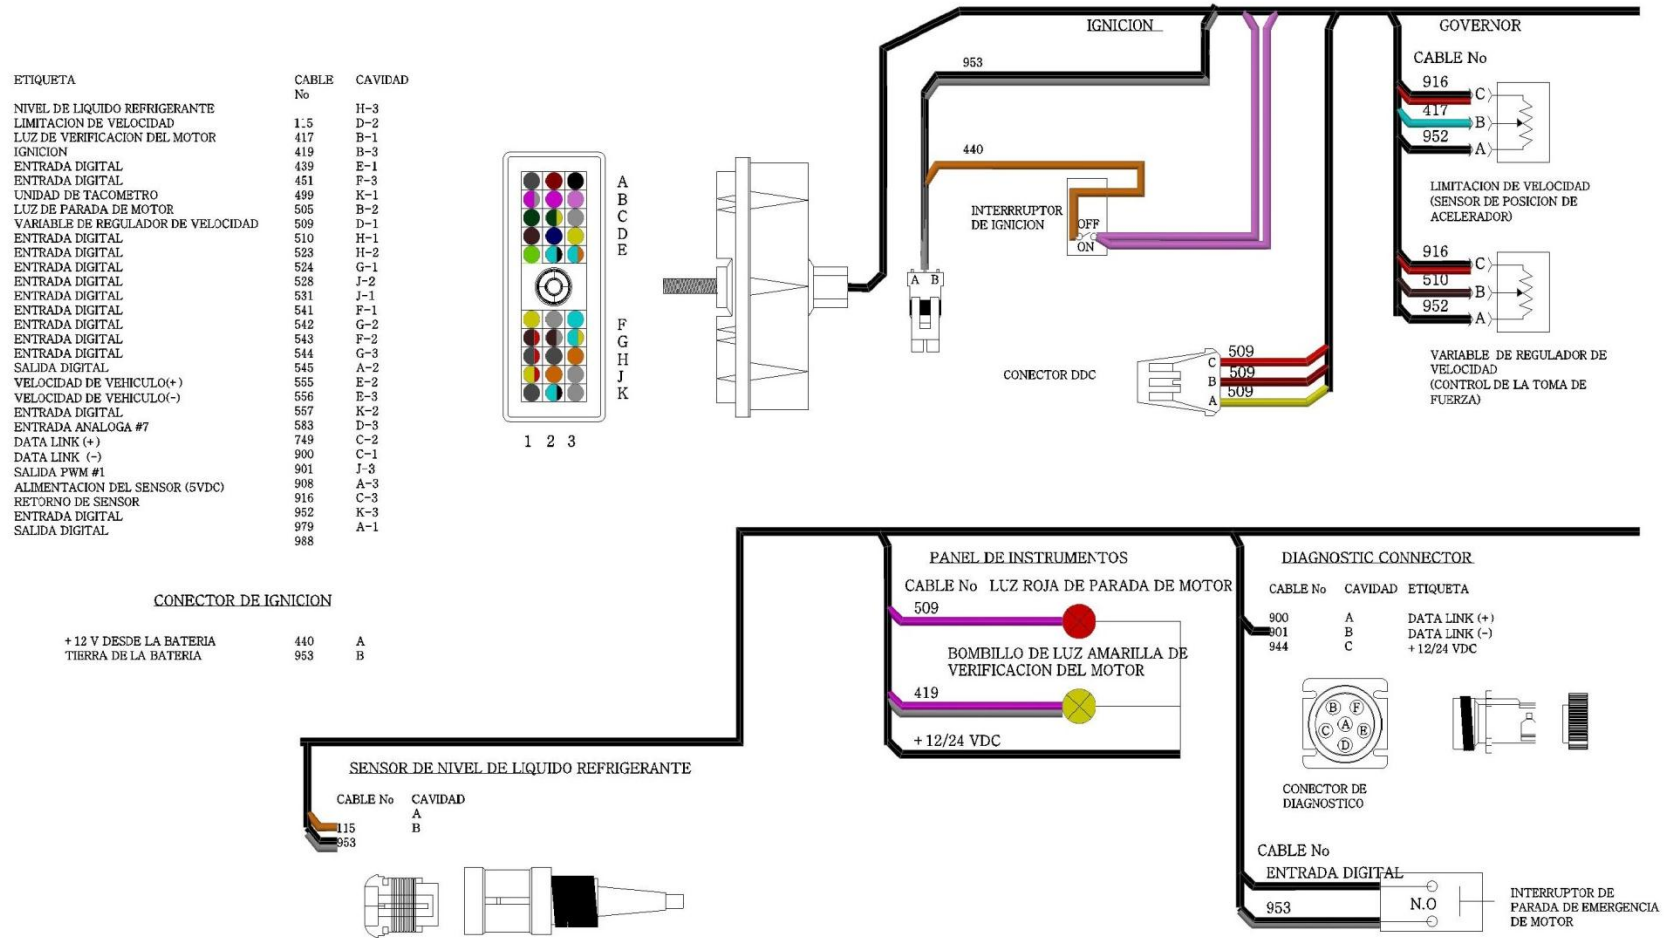 ETIQUETA CABLE No CAVIDAD
NIVEL DE LIQUIDO REFRIGERANTE H-3
LIMITACION DE VELOCIDAD 115 D-2
LUZ DE VERIFICACION DEL MOTOR 417 B-1
IGNICION 419 B-3
ENTRADA DIGITAL 439 E-1
ENTRADA DIGITAL 451 F-3
UNIDAD DE TACOMETRO 499 K-1
LUZ DE PARADA DE MOTOR 505 B-2
VARIABLE DE REGULADOR DE VELOCIDAD 509 D-1
ENTRADA DIGITAL 510 H-1
ENTRADA DIGITAL 523 H-2
ENTRADA DIGITAL 524 G-1
ENTRADA DIGITAL 528 J-2
ENTRADA DIGITAL 531 J-1
ENTRADA DIGITAL 541 F-1
ENTRADA DIGITAL 542 G-2
ENTRADA DIGITAL 543 F-2
ENTRADA DIGITAL 544 G-3
SALIDA DIGITAL 545 A-2
VELOCIDAD DE VEHICULO(+) 555 E-2
VELOCIDAD DE VEHICULO(-) 556 E-3
ENTRADA DIGITAL 557 K-2
ENTRADA ANALOGA #7 583 D-3
DATA LINK (+) 749 C-2
DATA LINK (-) 900 C-1
SALIDA PWM #1 901 J-3
ALIMENTACION DEL SENSOR (5VDC) 908 A-3
RETORNO DE SENSOR 916 C-3
ENTRADA DIGITAL 952 K-3
SALIDA DIGITAL 979 A-1
988
CONECTOR DE IGNICION
+12 V DESDE LA BATERIA 440 A
TIERRA DE LA BATERIA 953 B
A
B
C
D
E
F
G
H
J
K
1 2 3
IGNICION
953
440
INTERRRUPTOR
DE IGNICION
OFF
ON
A B
GOVERNOR
CABLE No
916 C
417 B
952 A
LIMITACION DE VELOCIDAD
(SENSOR DE POSICION DE
ACELERADOR)
916 C
510 B
952 A
VARIABLE DE REGULADOR DE
VELOCIDAD
(CONTROL DE LA TOMA DE
FUERZA)
CONECTOR DDC
C 509
B 509
A 509
PANEL DE INSTRUMENTOS
CABLE No LUZ ROJA DE PARADA DE MOTOR
509
BOMBILLO DE LUZ AMARILLA DE
VERIFICACION DEL MOTOR
419
+12/24 VDC
DIAGNOSTIC CONNECTOR
CABLE No CAVIDAD ETIQUETA
900 A DATA LINK (+)
901 B DATA LINK (-)
944 C +12/24 VDC
B F
C A E
D
CONECTOR DE
DIAGNOSTICO
SENSOR DE NIVEL DE LIQUIDO REFRIGERANTE
CABLE No CAVIDAD
A
115 B
953
CABLE No
ENTRADA DIGITAL
953
N.O
INTERRUPTOR DE
PARADA DE EMERGENCIA
DE MOTOR